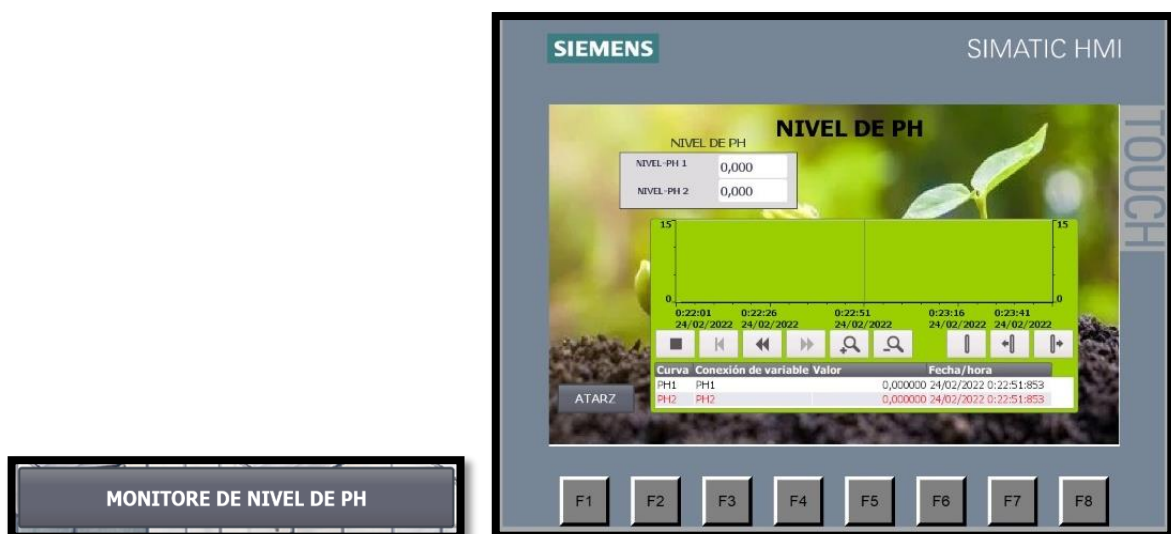 MONITORE DE NIVEL DE PH
SIEMENS
SIMATIC HMI
TOUCH
NIVEL DE PH
NIVEL DE PH
NIVEL-PH 1 0,000
NIVEL-PH 2 0,000
15 15
0 0
0:22:01 0:22:26 0:22:51 0:23:16 0:23:41
24/02/2022 24/02/2022 24/02/2022 24/02/2022 24/02/2022
Curva Conexión de variable Valor Fecha/hora
PH1 PH1 0,000000 24/02/2022 0:22:51:853
PH2 PH2 0,000000 24/02/2022 0:22:51:853
ATARZ
F1 F2 F3 F4 F5 F6 F7 F8